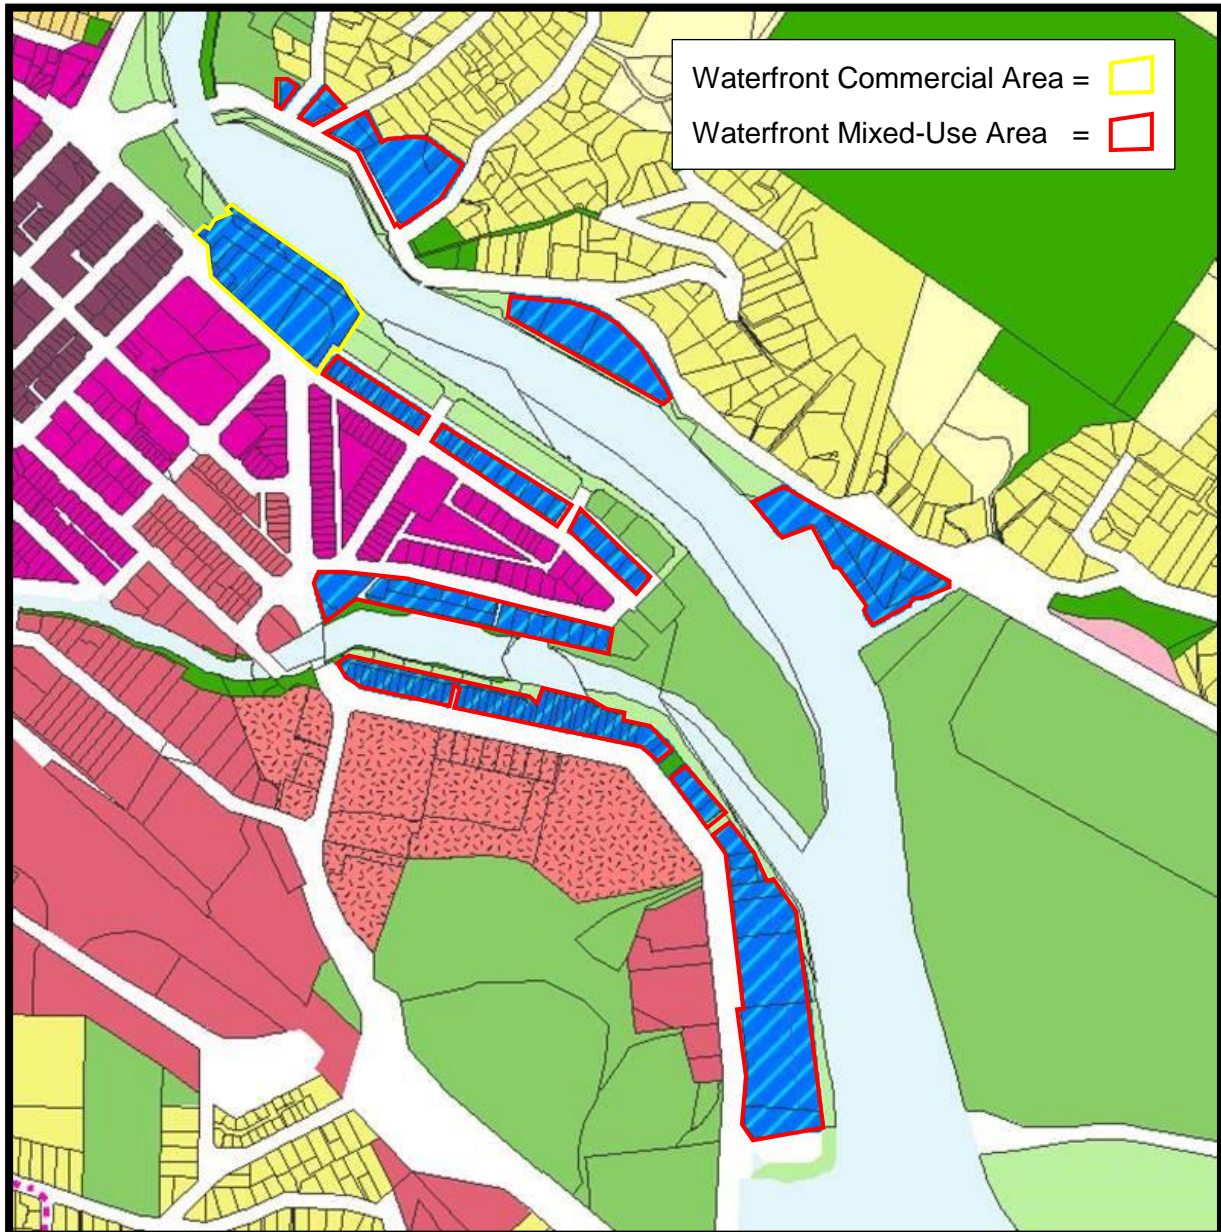 Waterfront Commercial Area =
Waterfront Mixed-Use Area =